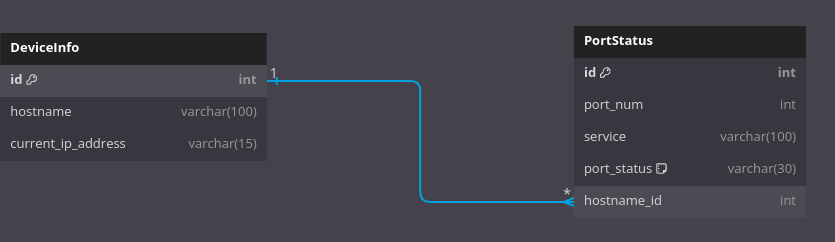 DeviceInfo
id int
hostname varchar(100)
current_ip_address varchar(15)
1
*
PortStatus
id int
port_num int
service varchar(100)
port_status varchar(30)
hostname_id int